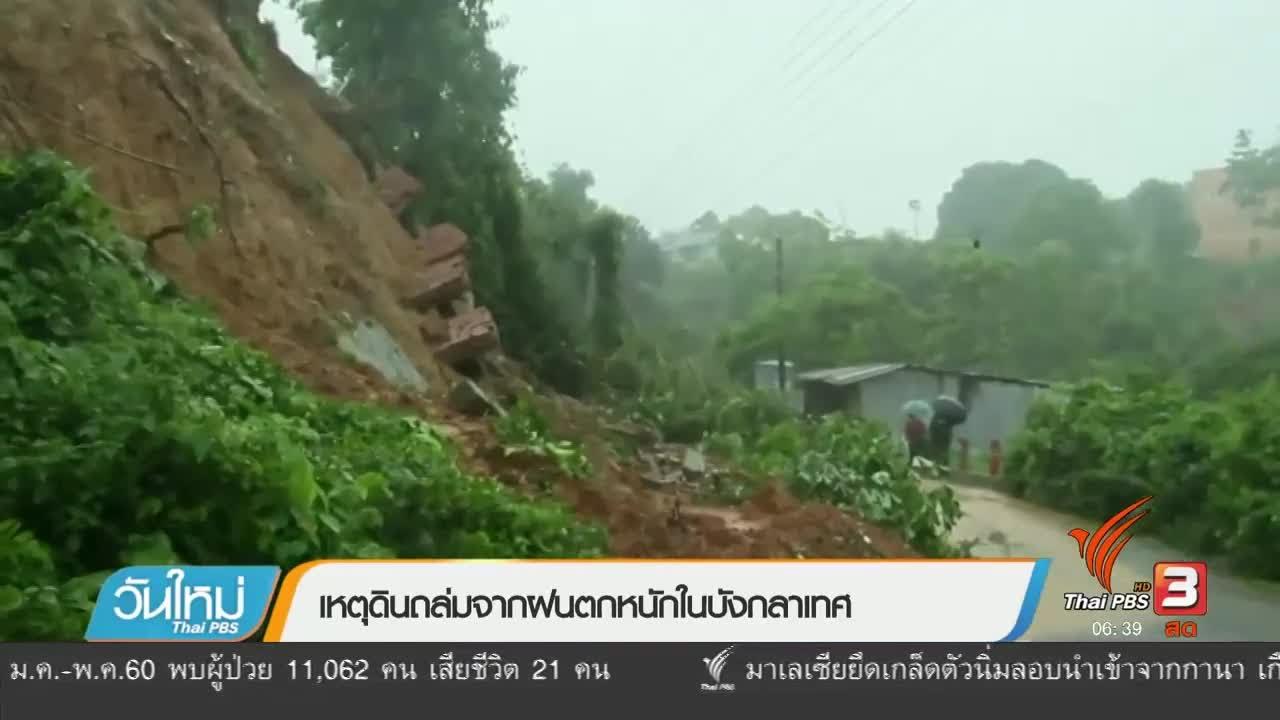 วันใหม่
Thai PBS
เหตุดินถล่มจากฝนตกหนักในบังกลาเทศ
HD
Thai PBS 3
06:39 สด
ม.ค.-พ.ค.60 พบผู้ป่วย 11,062 คน เสียชีวิต 21 คน Thai PBS มาเลเซียยึดเกล็ดตัวนิ่มลอบนำเข้าจากกานา